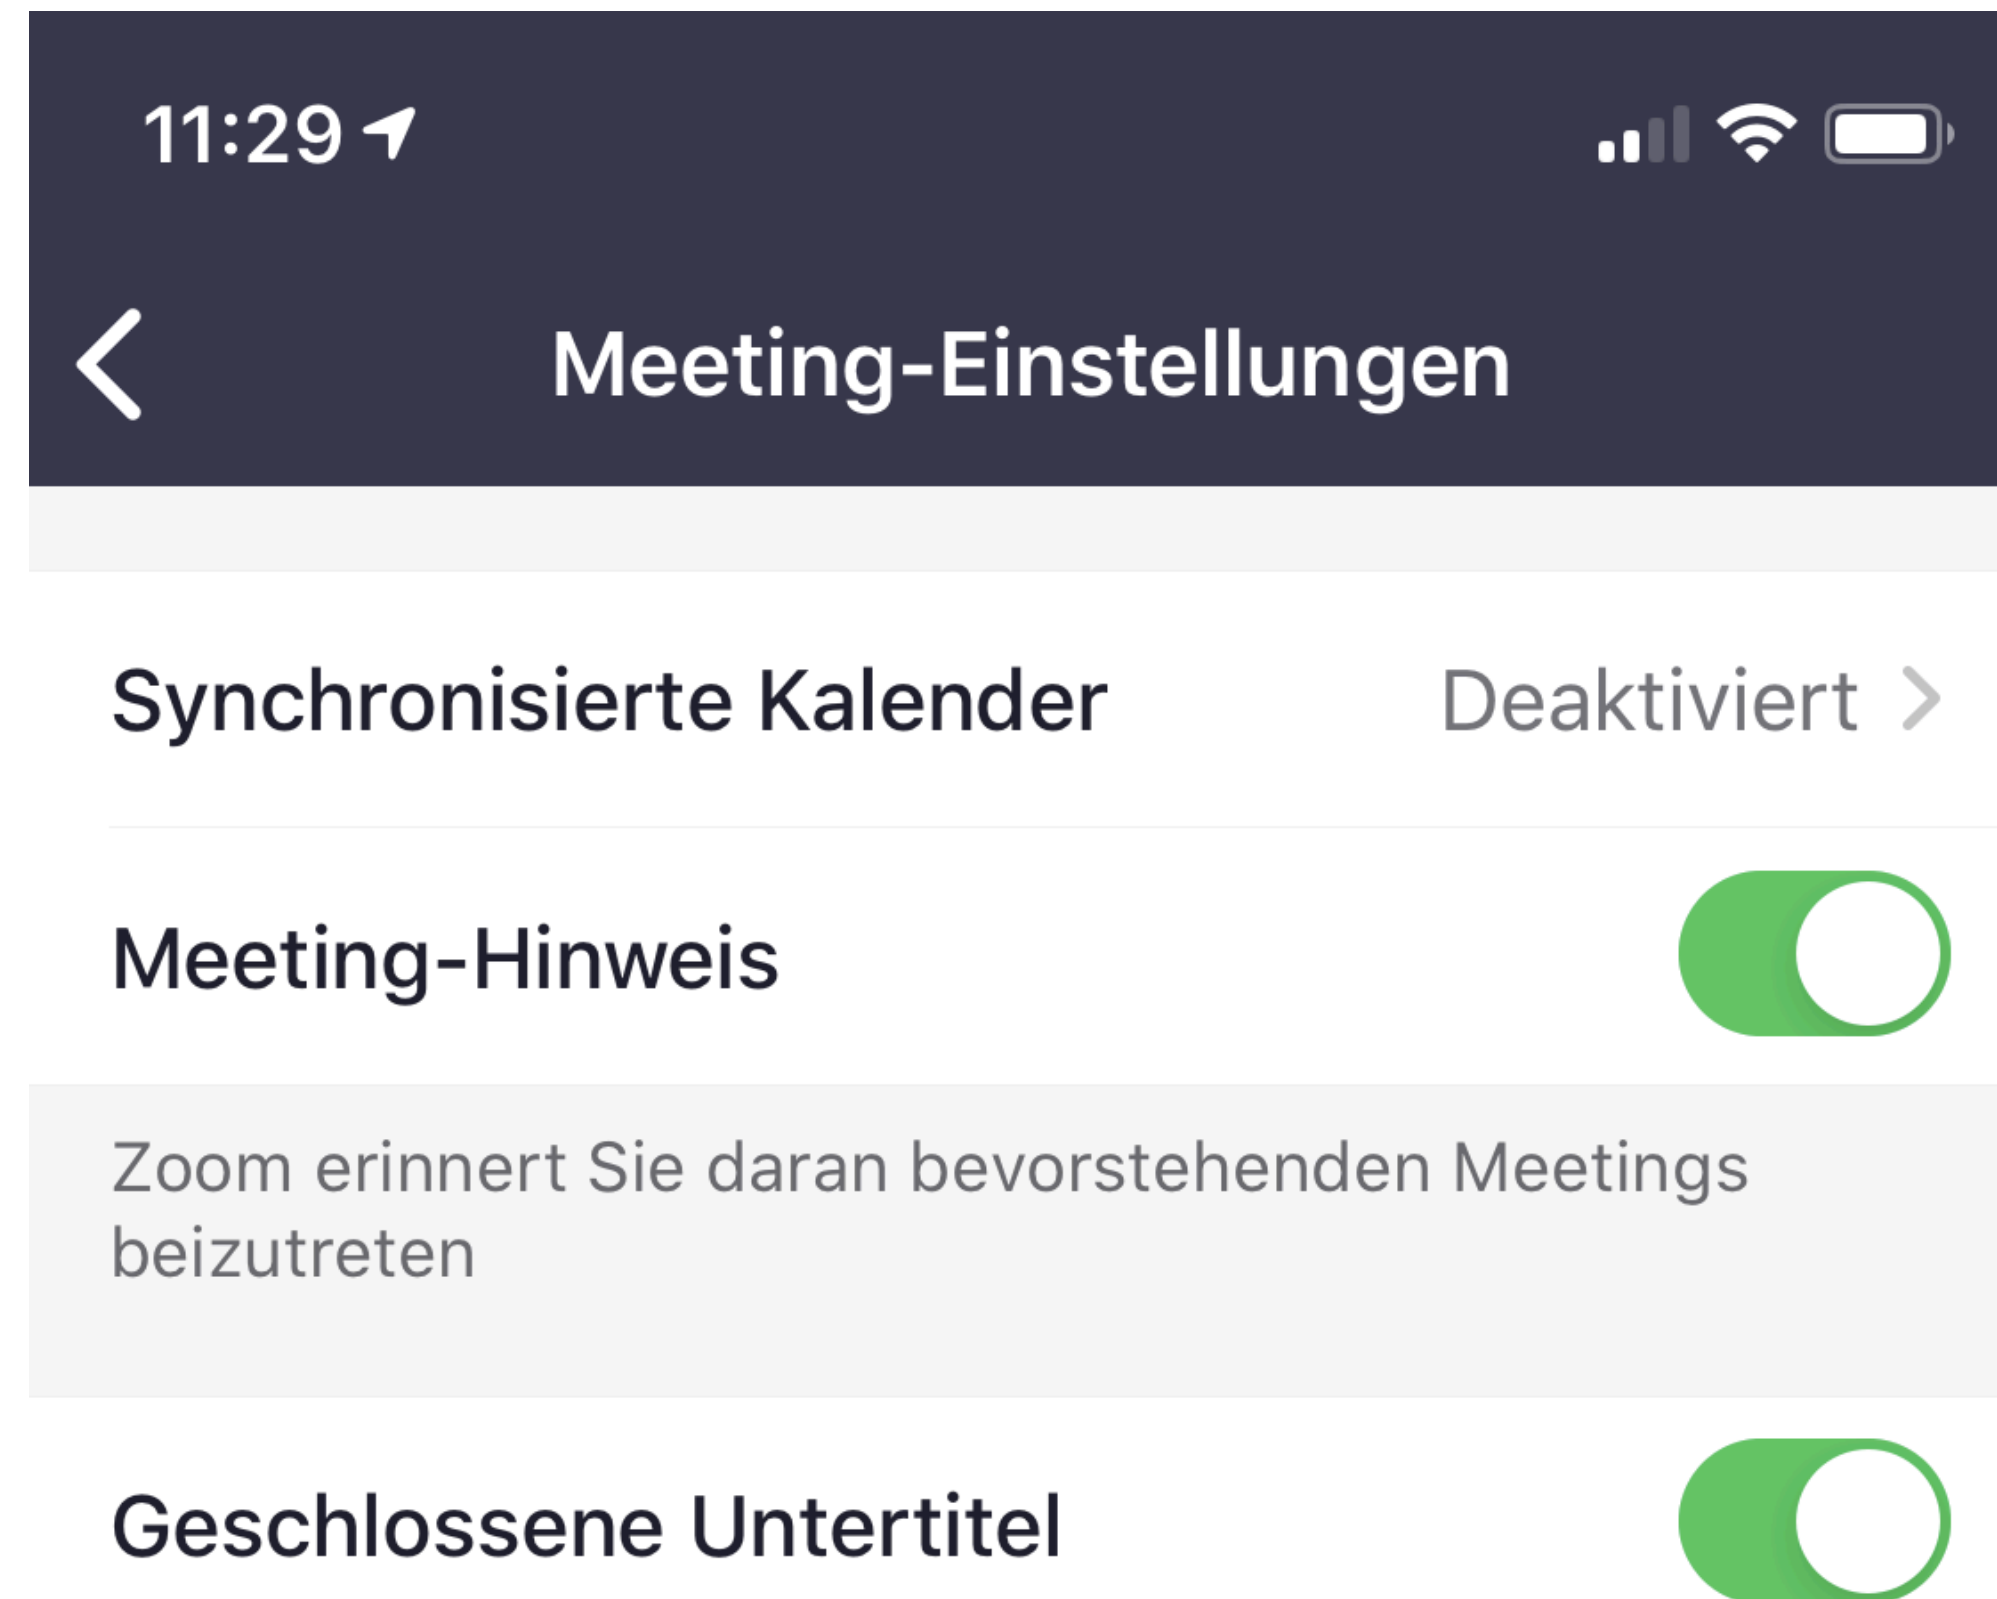 11:29
Meeting-Einstellungen
Synchronisierte Kalender Deaktiviert
Meeting-Hinweis
Zoom erinnert Sie daran bevorstehenden Meetings
beizutreten
Geschlossene Untertitel